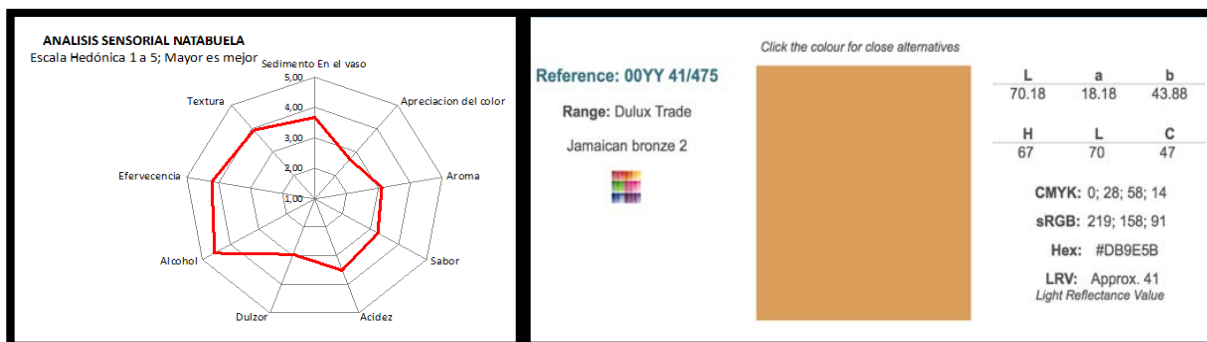 ANALISIS SENSORIAL NATABUELA
Escala Hedónica 1 a 5; Mayor es mejor
Sedimento En el vaso
5,00
Textura
Apreciacion del color
4,00
3,00
Efervecencia
Aroma
2,00
1,00
Alcohol
Sabor
Dulzor
Acidez
Click the colour for close alternatives
Reference: 00YY 41/475
Range: Dulux Trade
Jamaican bronze 2
L a b
70.18 18.18 43.88
H L C
67 70 47
CMYK: 0; 28; 58; 14
sRGB: 219; 158; 91
Hex: #DB9E5B
LRV: Approx. 41
Light Reflectance Value